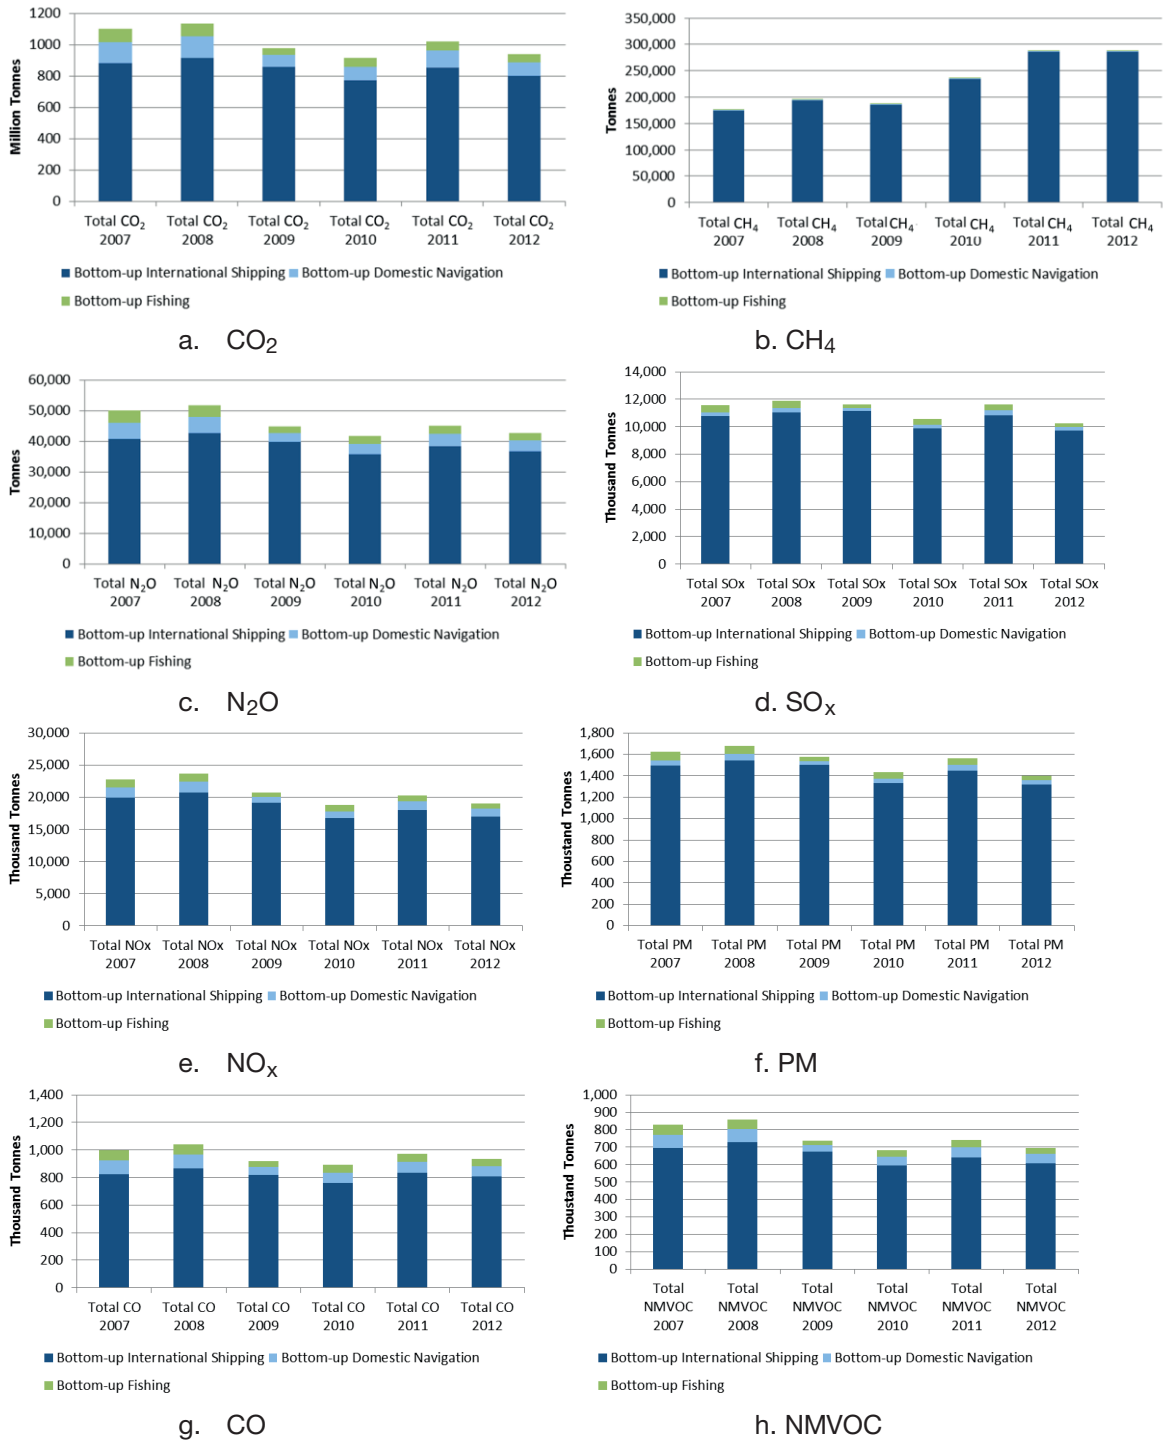 1200
1000
800
600
400
200
0
Million Tonnes
Total CO2 Total CO2 Total CO2 Total CO2 Total CO2 Total CO2
2007 2008 2009 2010 2011 2012
Bottom-up International Shipping Bottom-up Domestic Navigation
Bottom-up Fishing
a. CO2
350,000
300,000
250,000
200,000
150,000
100,000
50,000
0
Tonnes
Total CH4 Total CH4 Total CH4 Total CH4 Total CH4 Total CH4
2007 2008 2009 2010 2011 2012
Bottom-up International Shipping Bottom-up Domestic Navigation
Bottom-up Fishing
b. CH4
60,000
50,000
40,000
30,000
20,000
10,000
0
Tonnes
Total N2O Total N2O Total N2O Total N2O Total N2O Total N2O
2007 2008 2009 2010 2011 2012
Bottom-up International Shipping Bottom-up Domestic Navigation
Bottom-up Fishing
c. N2O
14,000
12,000
10,000
8,000
6,000
4,000
2,000
0
Thousand Tonnes
Total SOx Total SOx Total SOx Total SOx Total SOx Total SOx
2007 2008 2009 2010 2011 2012
Bottom-up International Shipping Bottom-up Domestic Navigation
Bottom-up Fishing
d. SOx
30,000
25,000
20,000
15,000
10,000
5,000
0
Thousand Tonnes
Total NOx Total NOx Total NOx Total NOx Total NOx Total NOx
2007 2008 2009 2010 2011 2012
Bottom-up International Shipping Bottom-up Domestic Navigation
Bottom-up Fishing
e. NOx
1,800
1,600
1,400
1,200
1,000
800
600
400
200
0
Thoustand Tonnes
Total PM Total PM Total PM Total PM Total PM Total PM
2007 2008 2009 2010 2011 2012
Bottom-up International Shipping Bottom-up Domestic Navigation
Bottom-up Fishing
f. PM
1,400
1,200
1,000
800
600
400
200
0
Thousand Tonnes
Total CO Total CO Total CO Total CO Total CO Total CO
2007 2008 2009 2010 2011 2012
Bottom-up International Shipping Bottom-up Domestic Navigation
Bottom-up Fishing
g. CO
1,000
900
800
700
600
500
400
300
200
100
0
Thoustand Tonnes
Total Total Total Total Total Total
NMVOC NMVOC NMVOC NMVOC NMVOC NMVOC
2007 2008 2009 2010 2011 2012
Bottom-up International Shipping Bottom-up Domestic Navigation
Bottom-up Fishing
h. NMVOC